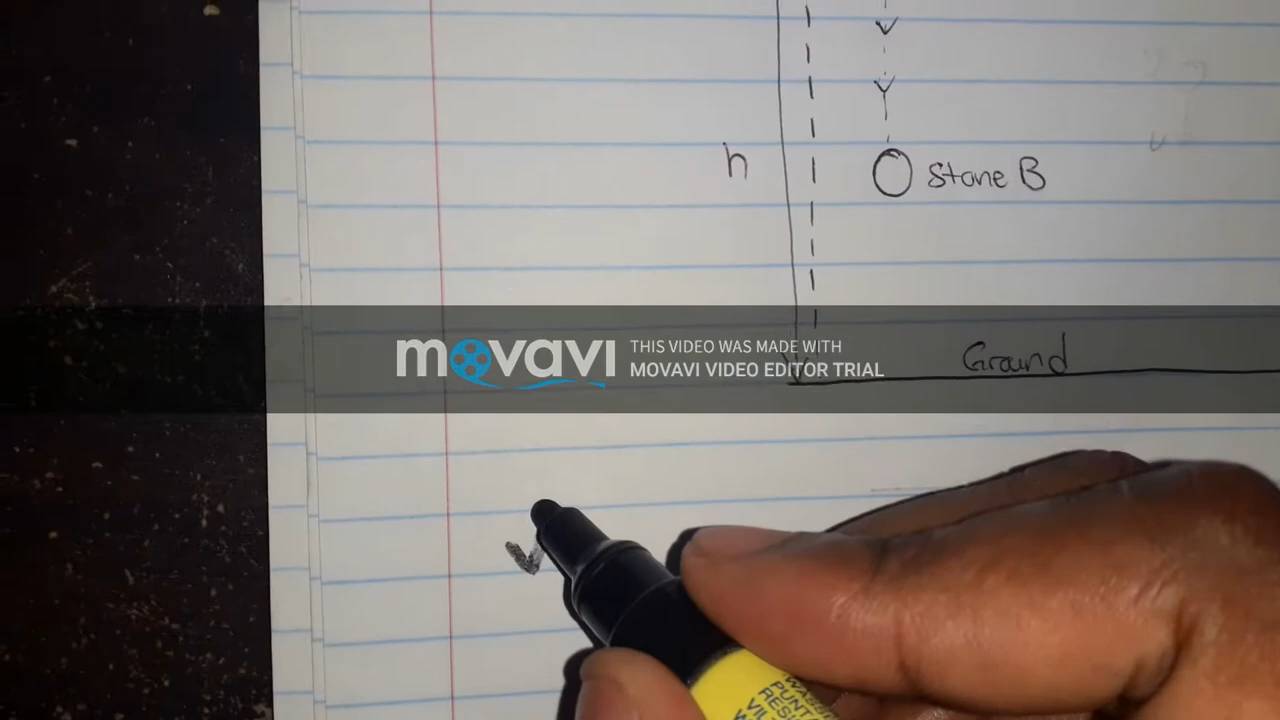 h
Stone B
movavi
THIS VIDEO WAS MADE WITH
MOVAVI VIDEO EDITOR TRIAL
Ground
v